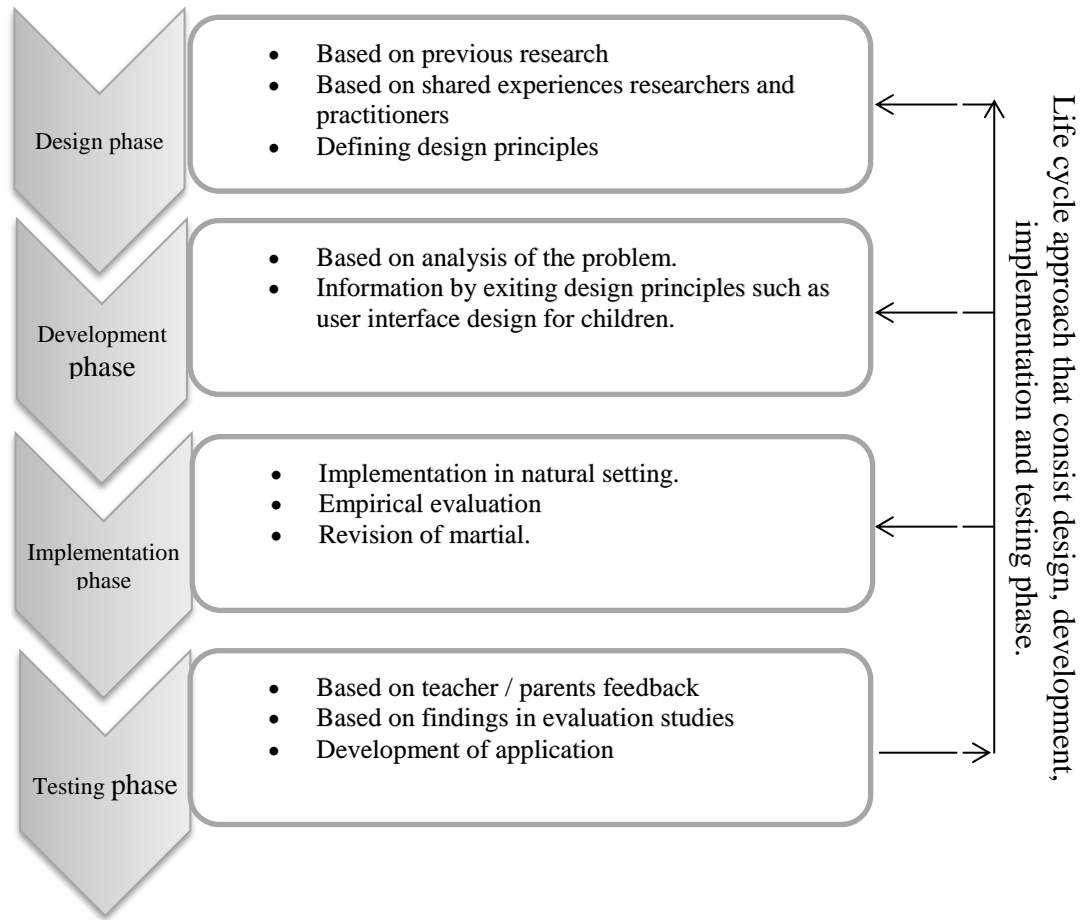 Design phase
• Based on previous research
• Based on shared experiences researchers and
practitioners
• Defining design principles
Development
phase
• Based on analysis of the problem.
• Information by exiting design principles such as
user interface design for children.
Implementation
phase
• Implementation in natural setting.
• Empirical evaluation
• Revision of martial.
Testing phase
• Based on teacher / parents feedback
• Based on findings in evaluation studies
• Development of application
Life cycle approach that consist design, development,
implementation and testing phase.